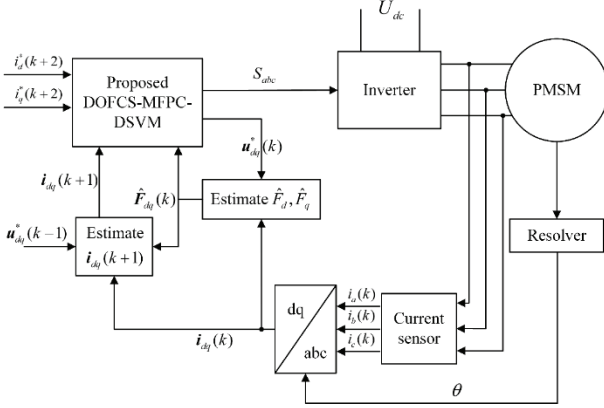 U_dc
i_d^*(k+2)
i_q^*(k+2)
Proposed
DOFCS-MFPC-
DSVM
S_abc
Inverter
PMSM
u_dq^*(k)
i_dq(k+1)
F̂_dq(k)
Estimate F̂_d, F̂_q
u_dq^*(k−1)
Estimate
i_dq(k+1)
Resolver
i_dq(k)
dq
abc
i_a(k)
i_b(k)
i_c(k)
Current
sensor
θ